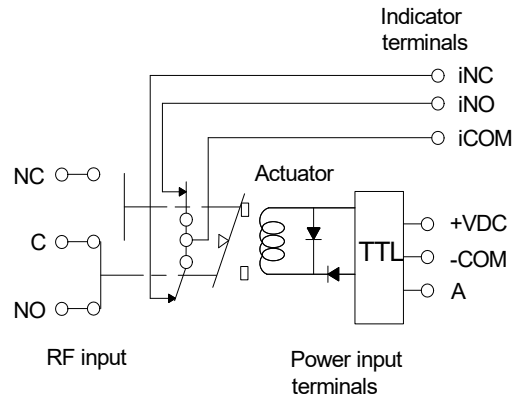 Indicator
terminals
iNC
iNO
iCOM
NC
Actuator
C
+VDC
TTL
-COM
A
NO
RF input
Power input
terminals